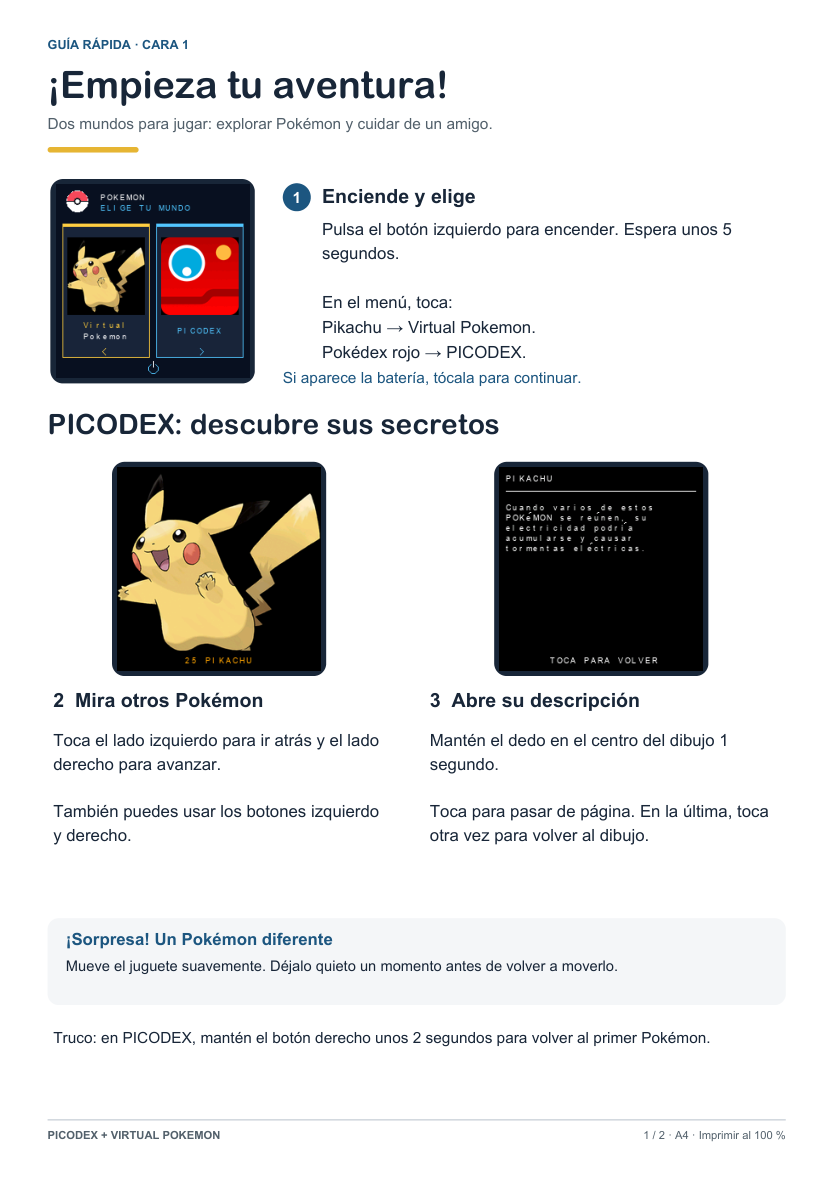 GUÍA RÁPIDA · CARA 1
¡Empieza tu aventura!
Dos mundos para jugar: explorar Pokémon y cuidar de un amigo.
POKEMON
ELIGE TU MUNDO
Virtual
Pokemon
PICODEX
1 Enciende y elige
Pulsa el botón izquierdo para encender. Espera unos 5
segundos.
En el menú, toca:
Pikachu → Virtual Pokemon.
Pokédex rojo → PICODEX.
Si aparece la batería, tócala para continuar.
PICODEX: descubre sus secretos
25 PIKACHU
PIKACHU
Cuando varios de estos
POKéMON se reúnen, su
electricidad podría
acumularse y causar
tormentas eléctricas.
TOCA PARA VOLVER
2 Mira otros Pokémon
Toca el lado izquierdo para ir atrás y el lado
derecho para avanzar.
También puedes usar los botones izquierdo
y derecho.
3 Abre su descripción
Mantén el dedo en el centro del dibujo 1
segundo.
Toca para pasar de página. En la última, toca
otra vez para volver al dibujo.
¡Sorpresa! Un Pokémon diferente
Mueve el juguete suavemente. Déjalo quieto un momento antes de volver a moverlo.
Truco: en PICODEX, mantén el botón derecho unos 2 segundos para volver al primer Pokémon.
PICODEX + VIRTUAL POKEMON
1 / 2 · A4 · Imprimir al 100 %